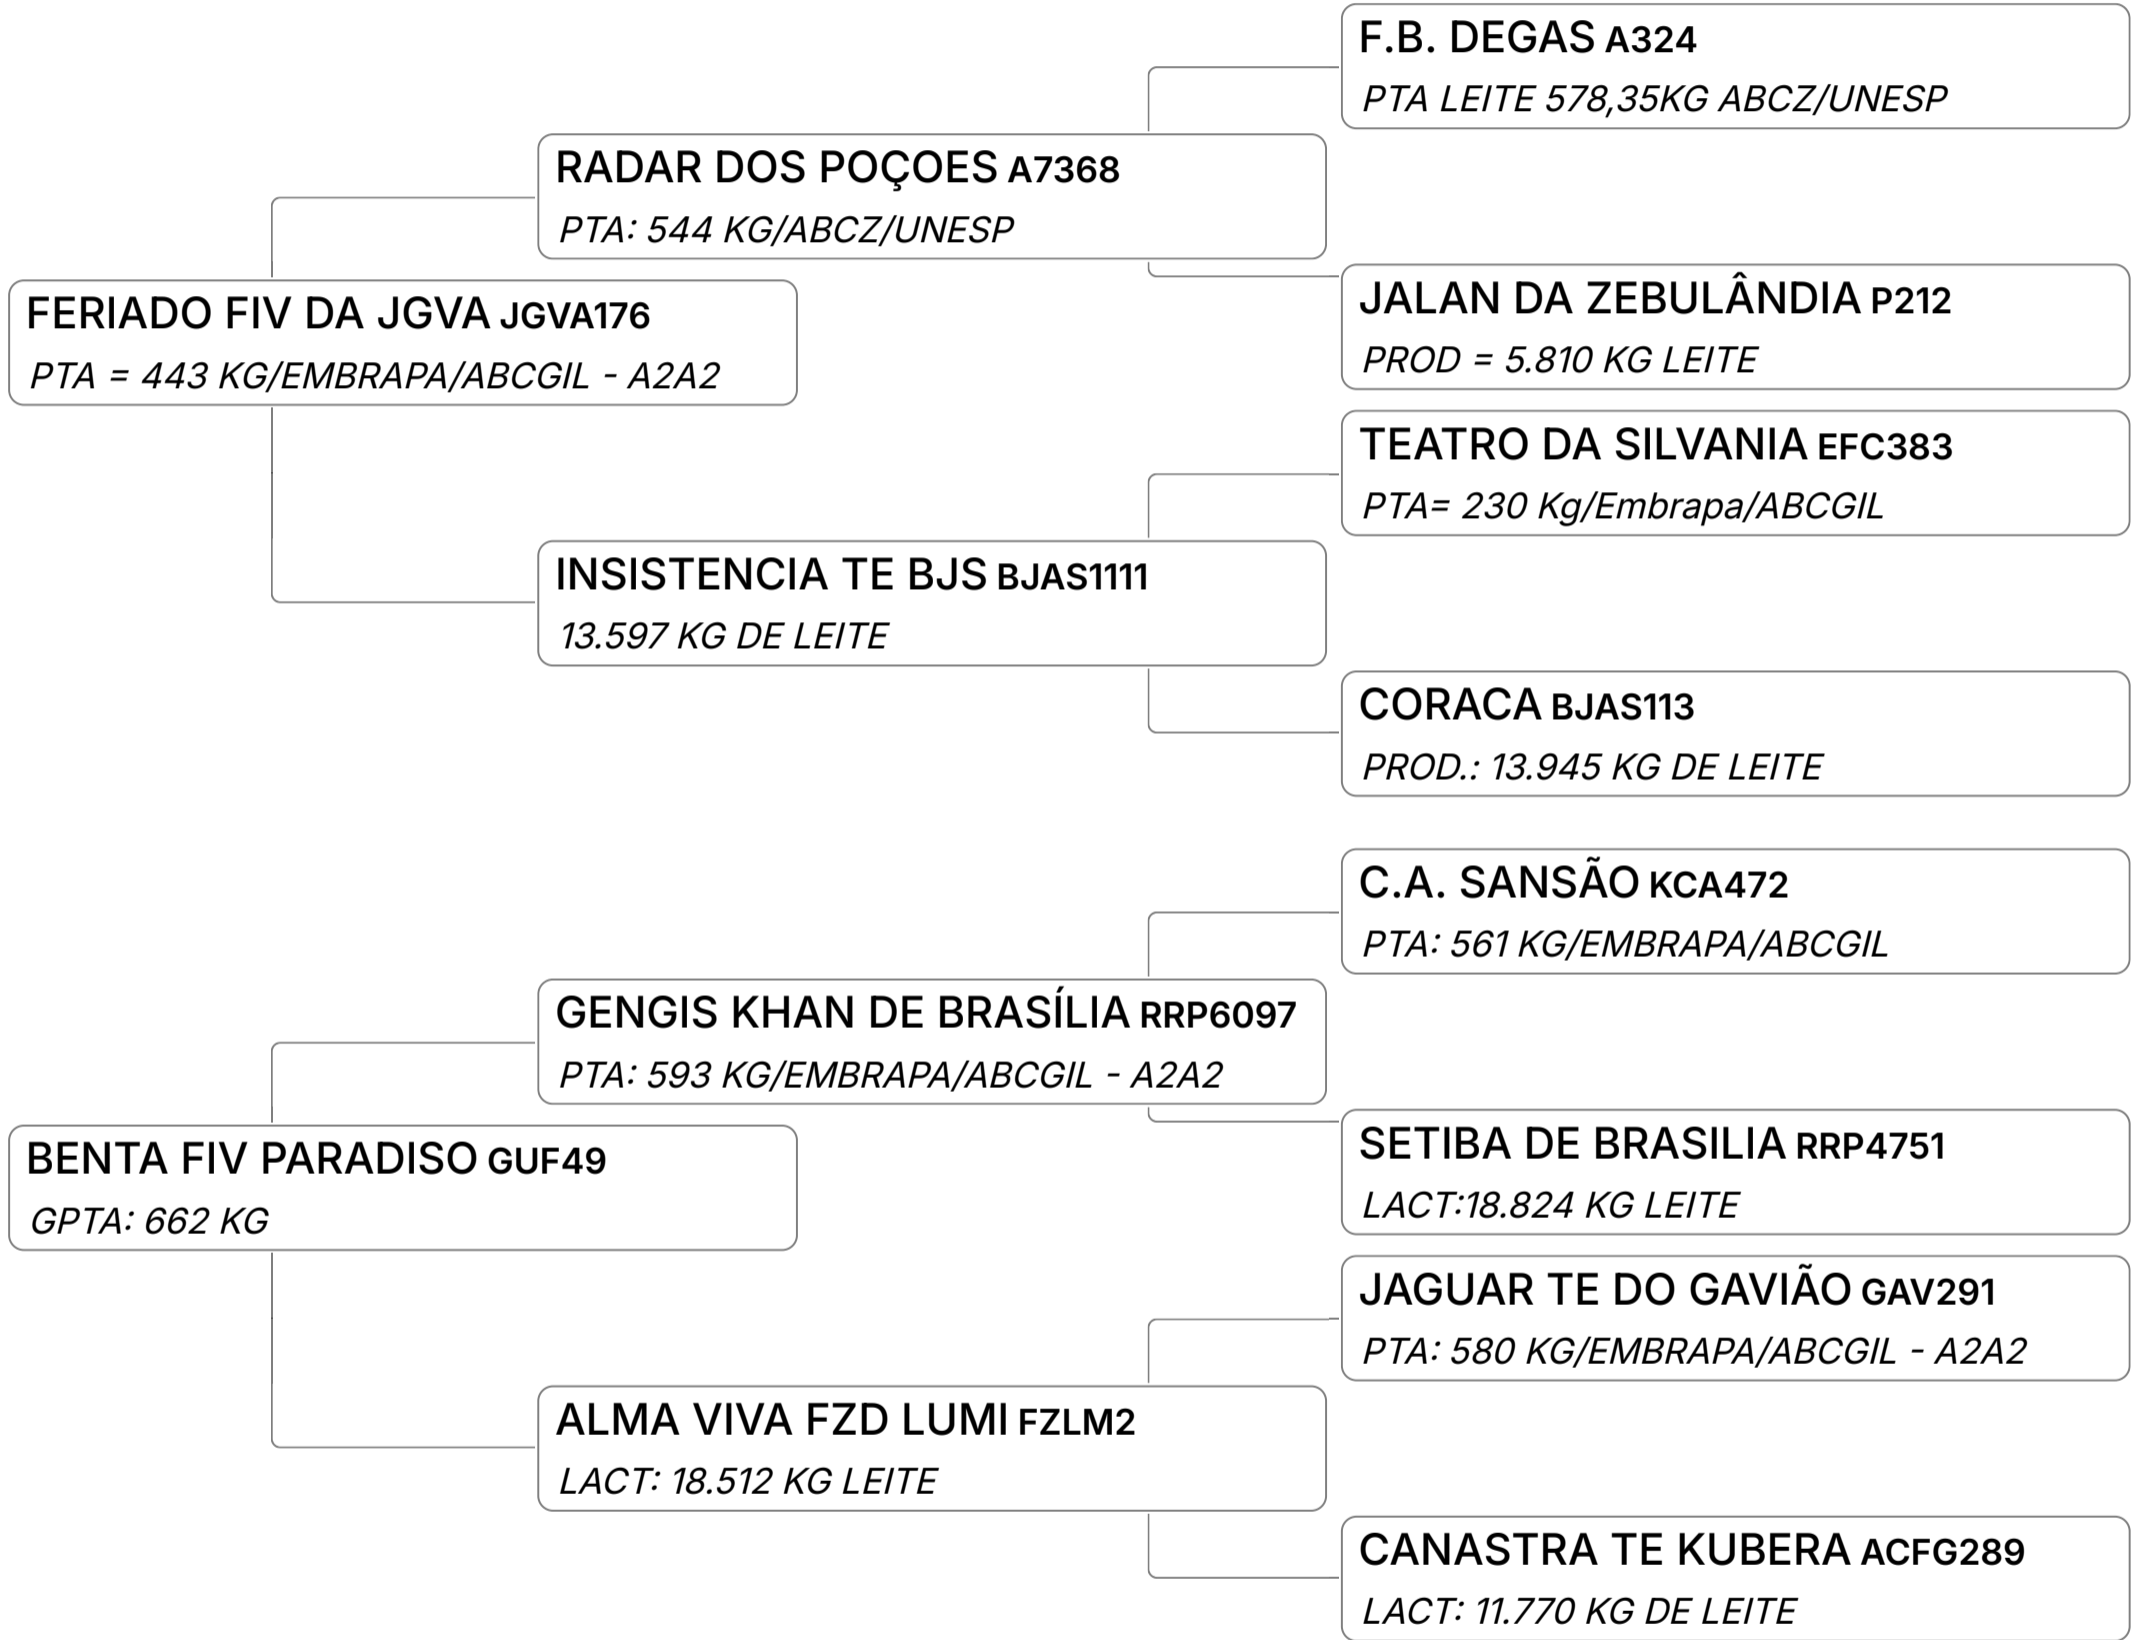 F.B. DEGAS A324
PTA LEITE 578,35KG ABCZ/UNESP
RADAR DOS POÇOES A7368
PTA: 544 KG/ABCZ/UNESP
JALAN DA ZEBULÂNDIA P212
PROD = 5.810 KG LEITE
FERIADO FIV DA JGVA JGVA176
PTA = 443 KG/EMBRAPA/ABCGIL - A2A2
TEATRO DA SILVANIA EFC383
PTA= 230 Kg/Embrapa/ABCGIL
INSISTENCIA TE BJS BJAS1111
13.597 KG DE LEITE
CORACA BJAS113
PROD.: 13.945 KG DE LEITE
C.A. SANSÃO KCA472
PTA: 561 KG/EMBRAPA/ABCGIL
GENGIS KHAN DE BRASÍLIA RRP6097
PTA: 593 KG/EMBRAPA/ABCGIL - A2A2
SETIBA DE BRASILIA RRP4751
LACT:18.824 KG LEITE
BENTA FIV PARADISO GUF49
GPTA: 662 KG
JAGUAR TE DO GAVIÃO GAV291
PTA: 580 KG/EMBRAPA/ABCGIL - A2A2
ALMA VIVA FZD LUMI FZLM2
LACT: 18.512 KG LEITE
CANASTRA TE KUBERA ACFG289
LACT: 11.770 KG DE LEITE